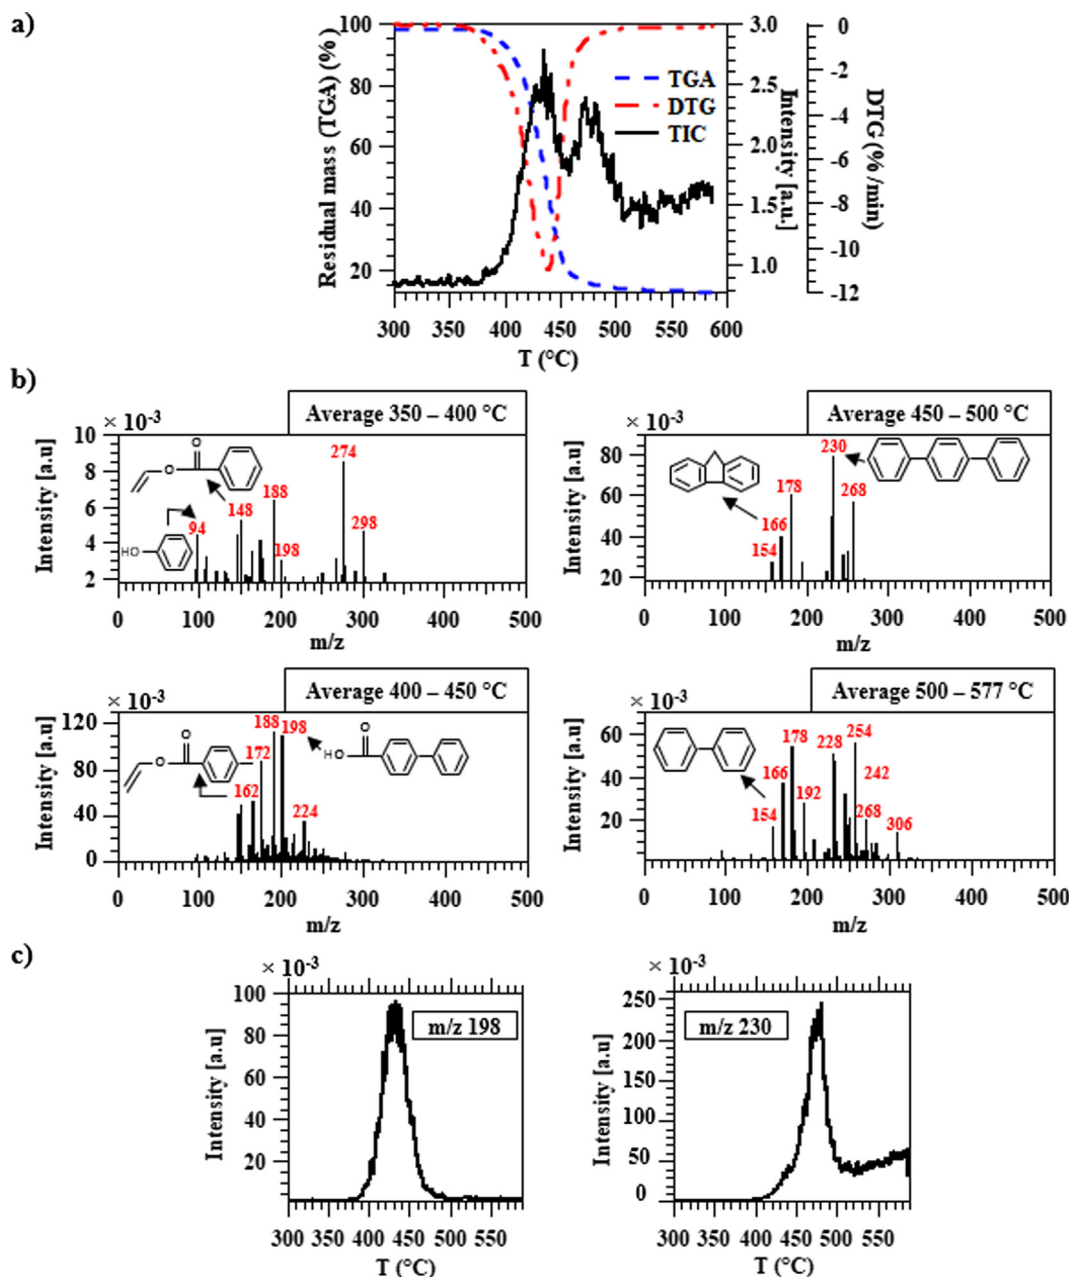 a)
Residual mass (TGA) (%)
100
80
60
40
20
TGA
DTG
TIC
3.0
2.5
2.0
1.5
1.0
Intensity [a.u.]
0
-2
-4
-6
-8
-10
-12
DTG (%/min)
300 350 400 450 500 550 600
T (°C)
b)
× 10-3
Average 350 – 400 °C
Intensity [a.u]
10
8
6
4
2
O
O
HO
94
148
188
198
274
298
0 100 200 300 400 500
m/z
Average 450 – 500 °C
Intensity [a.u]
80
60
40
20
154
166
178
230
268
0 100 200 300 400 500
m/z
× 10-3
Average 400 – 450 °C
Intensity [a.u]
120
80
40
0
O
O
162
172
188
198
224
HO
O
0 100 200 300 400 500
m/z
× 10-3
Average 500 – 577 °C
Intensity [a.u]
60
40
20
0
154
166
178
192
228
254
242
268
306
0 100 200 300 400 500
m/z
c)
× 10-3
Intensity [a.u]
100
80
60
40
20
m/z 198
300 350 400 450 500 550
T (°C)
× 10-3
Intensity [a.u]
250
200
150
100
50
0
m/z 230
300 350 400 450 500 550
T (°C)